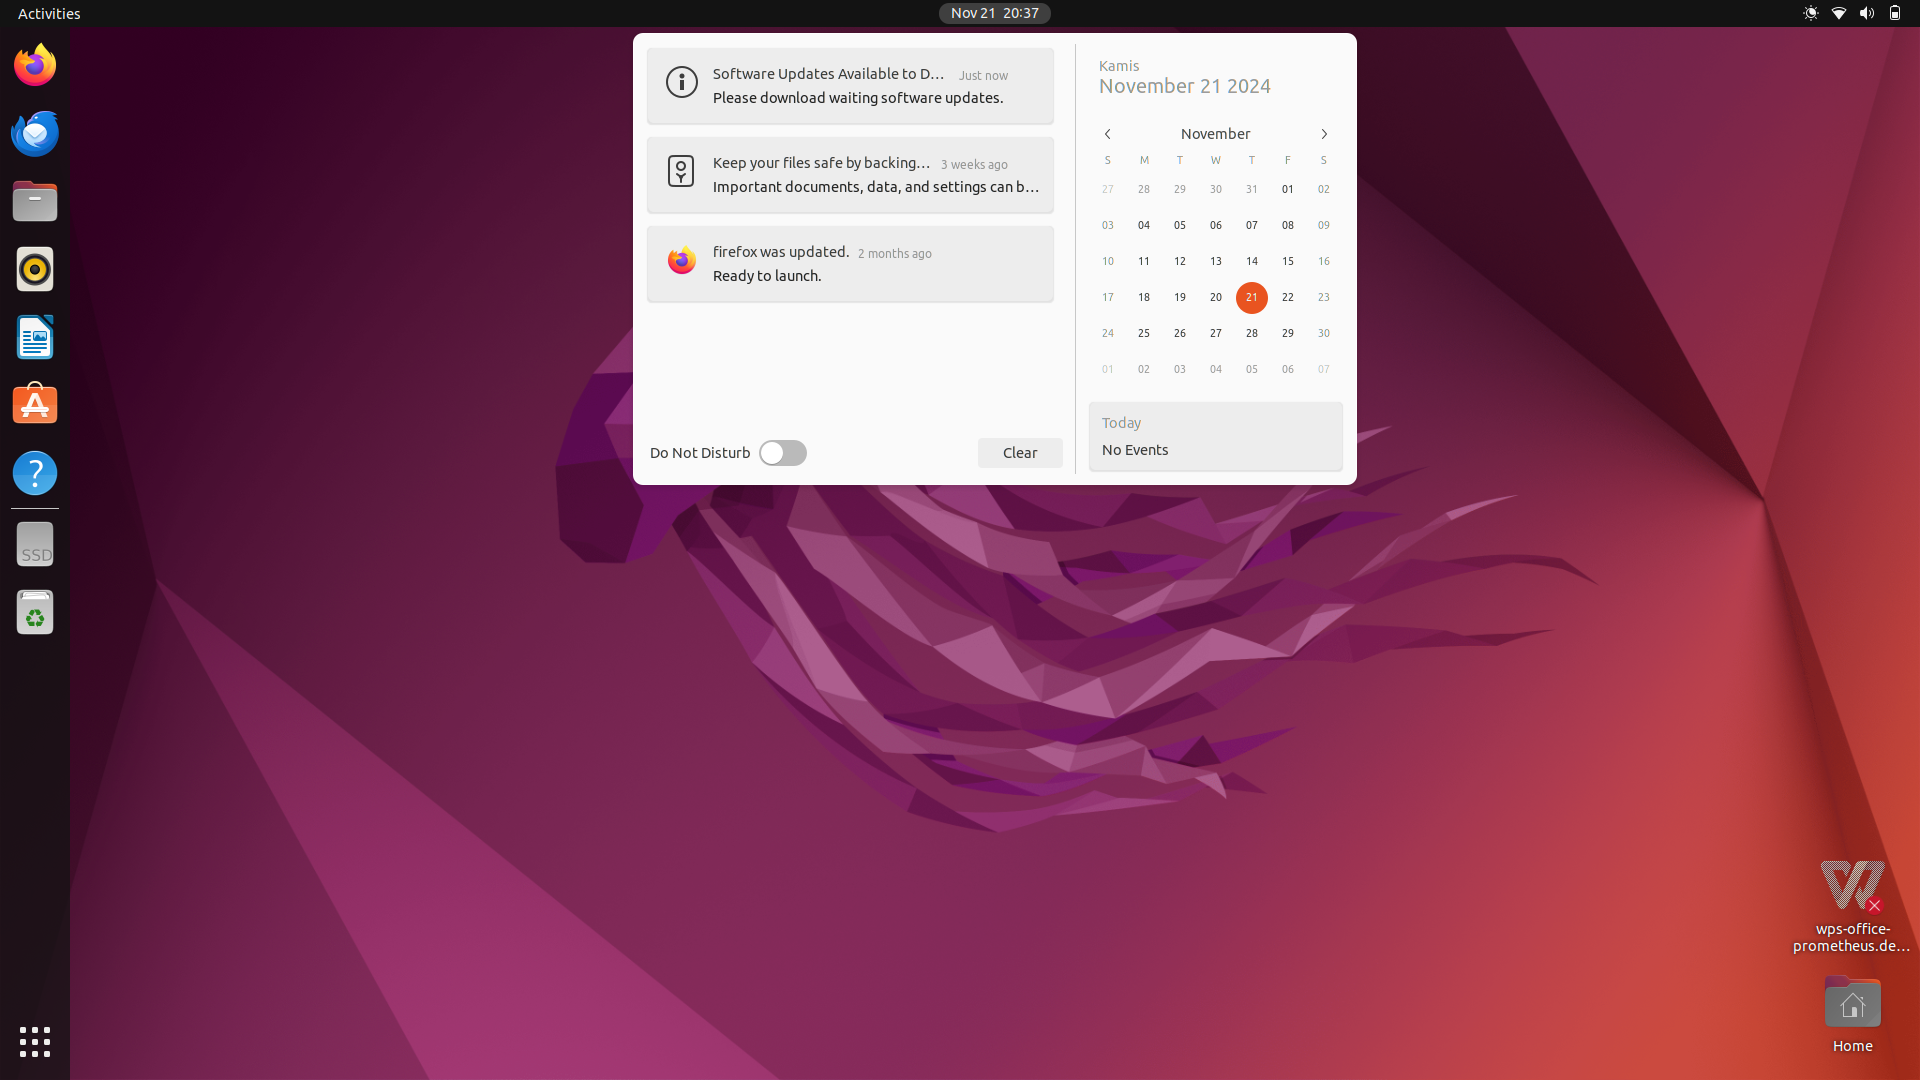 Activities
Nov 21 20:37
Software Updates Available to D... Just now
Please download waiting software updates.
Keep your files safe by backing... 3 weeks ago
Important documents, data, and settings can b...
firefox was updated. 2 months ago
Ready to launch.
Do Not Disturb
Clear
Kamis
November 21 2024
November
S M T W T F S
27 28 29 30 31 01 02
03 04 05 06 07 08 09
10 11 12 13 14 15 16
17 18 19 20 21 22 23
24 25 26 27 28 29 30
01 02 03 04 05 06 07
Today
No Events
SSD
wps-office-
prometheus.de...
Home